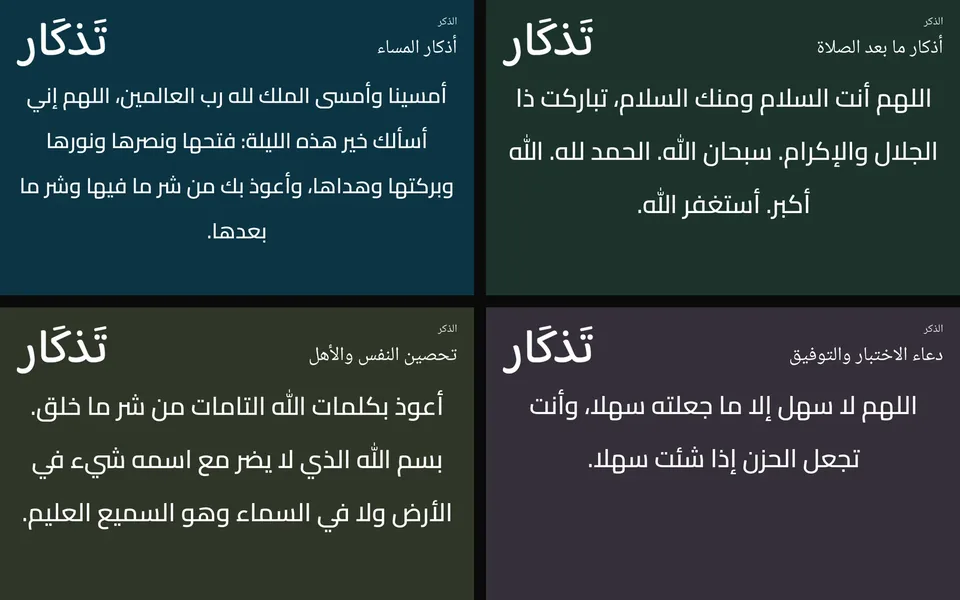 الذكر
أذكار المساء
تَذكَار
أمسينا وأمسى الملك لله رب العالمين، اللهم إني
أسألك خير هذه الليلة: فتحها ونصرها ونورها
وبركتها وهداها، وأعوذ بك من شر ما فيها وشر ما
بعدها.
الذكر
أذكار ما بعد الصلاة
تَذكَار
اللهم أنت السلام ومنك السلام، تباركت ذا
الجلال والإكرام. سبحان الله. الحمد لله. الله
أكبر. أستغفر الله.
الذكر
تحصين النفس والأهل
تَذكَار
أعوذ بكلمات الله التامات من شر ما خلق.
بسم الله الذي لا يضر مع اسمه شيء في
الأرض ولا في السماء وهو السميع العليم.
الذكر
دعاء الاختبار والتوفيق
تَذكَار
اللهم لا سهل إلا ما جعلته سهلا، وأنت
تجعل الحزن إذا شئت سهلا.